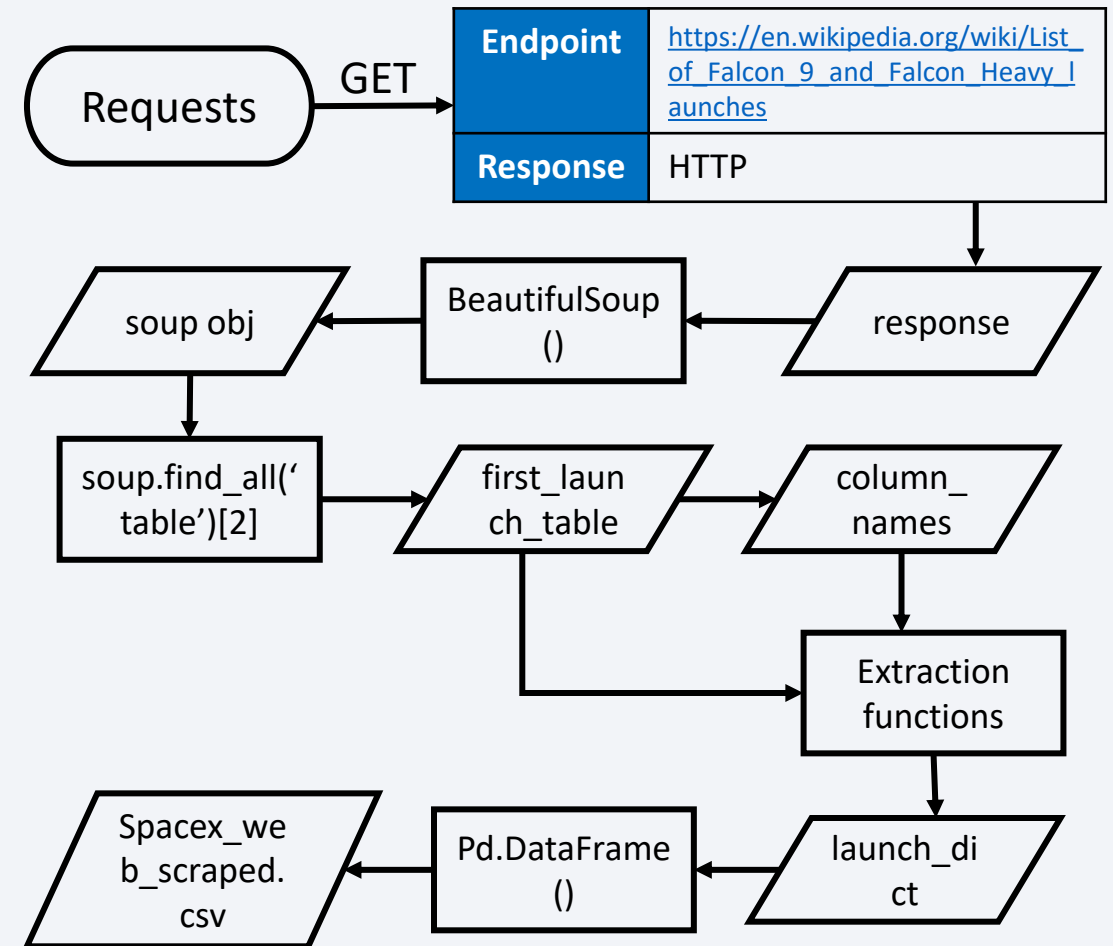 Requests
GET
Endpoint
https://en.wikipedia.org/wiki/List_
of_Falcon_9_and_Falcon_Heavy_l
aunches
Response
HTTP
soup obj
BeautifulSoup
()
response
soup.find_all(‘
table’)[2]
first_laun
ch_table
column_
names
Extraction
functions
Spacex_we
b_scraped.
csv
Pd.DataFrame
()
launch_di
ct